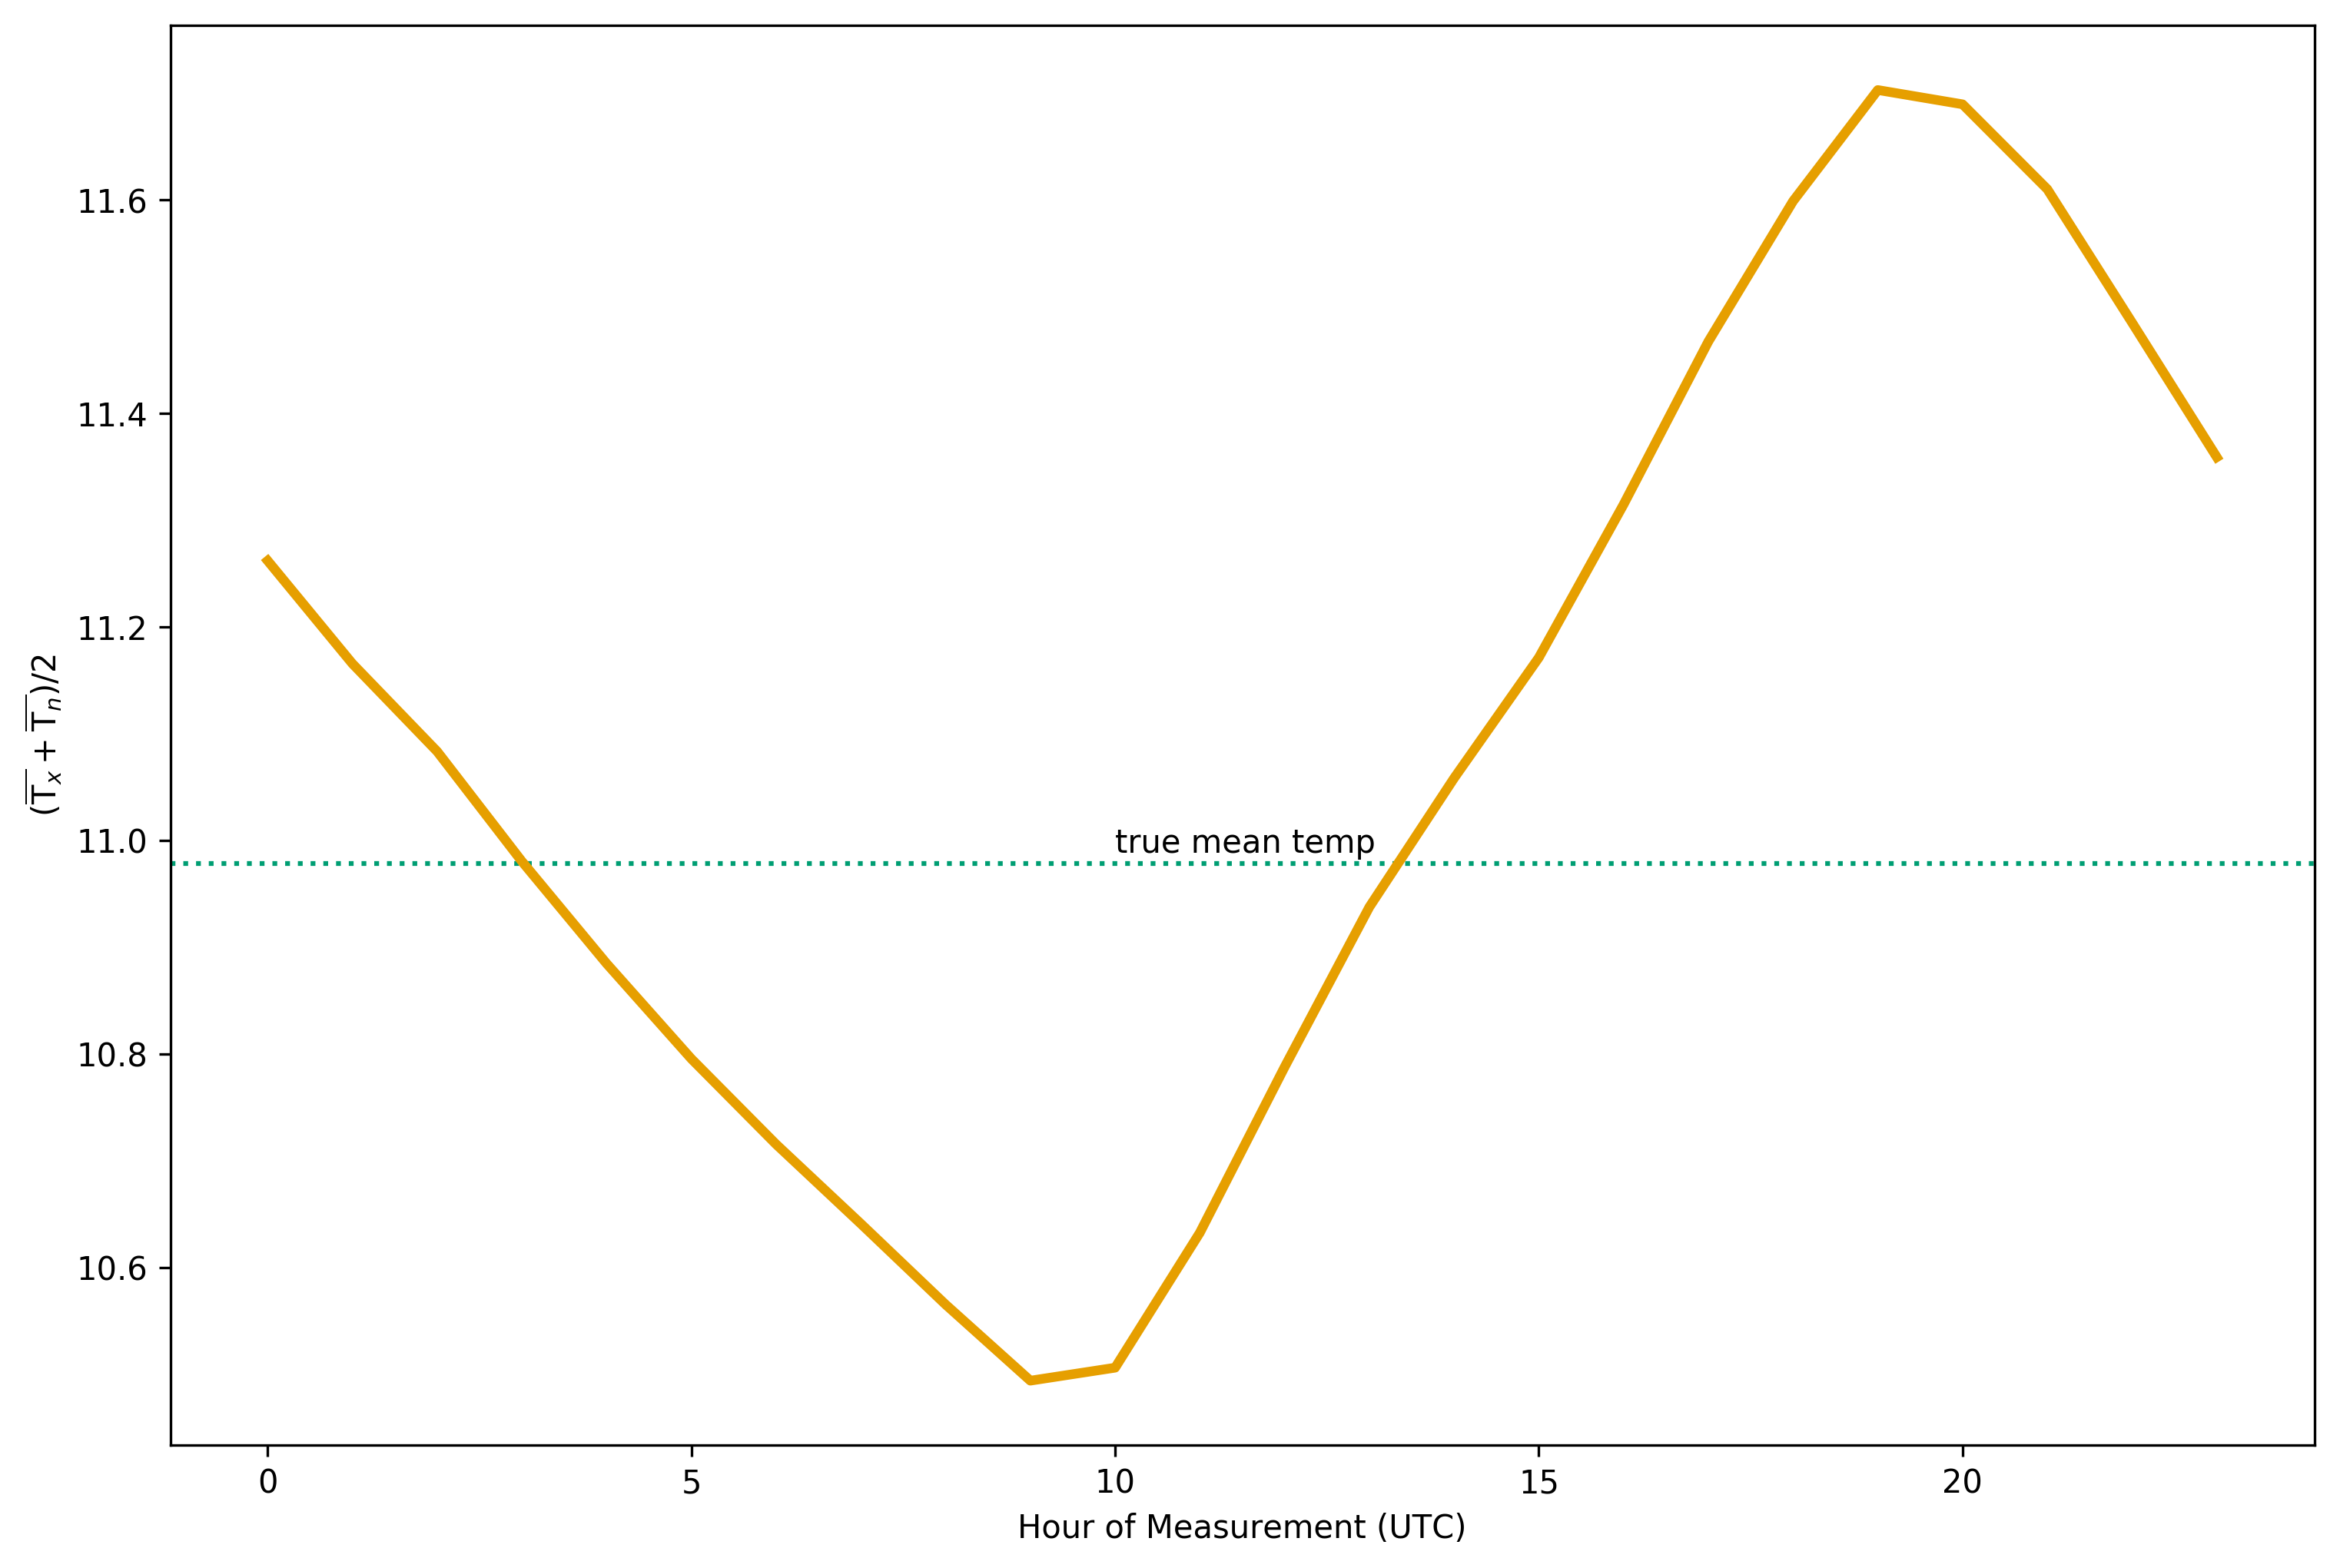 11.6
11.4
11.2
11.0
10.8
10.6
(T̅ₓ + T̅ₙ)/2
true mean temp
0 5 10 15 20
Hour of Measurement (UTC)